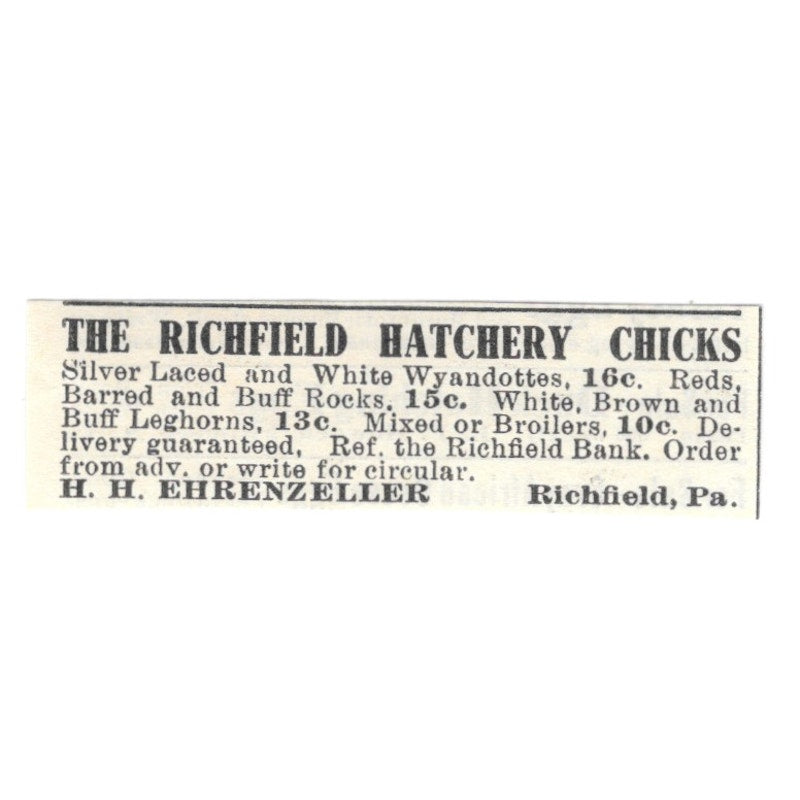 THE RICHFIELD HATCHERY CHICKS
Silver Laced and White Wyandottes, 16c. Reds,
Barred and Buff Rocks, 15c. White, Brown and
Buff Leghorns, 13c. Mixed or Broilers, 10c. De-
livery guaranteed, Ref. the Richfield Bank. Order
from adv. or write for circular.
H. H. EHRENZELLER Richfield, Pa.